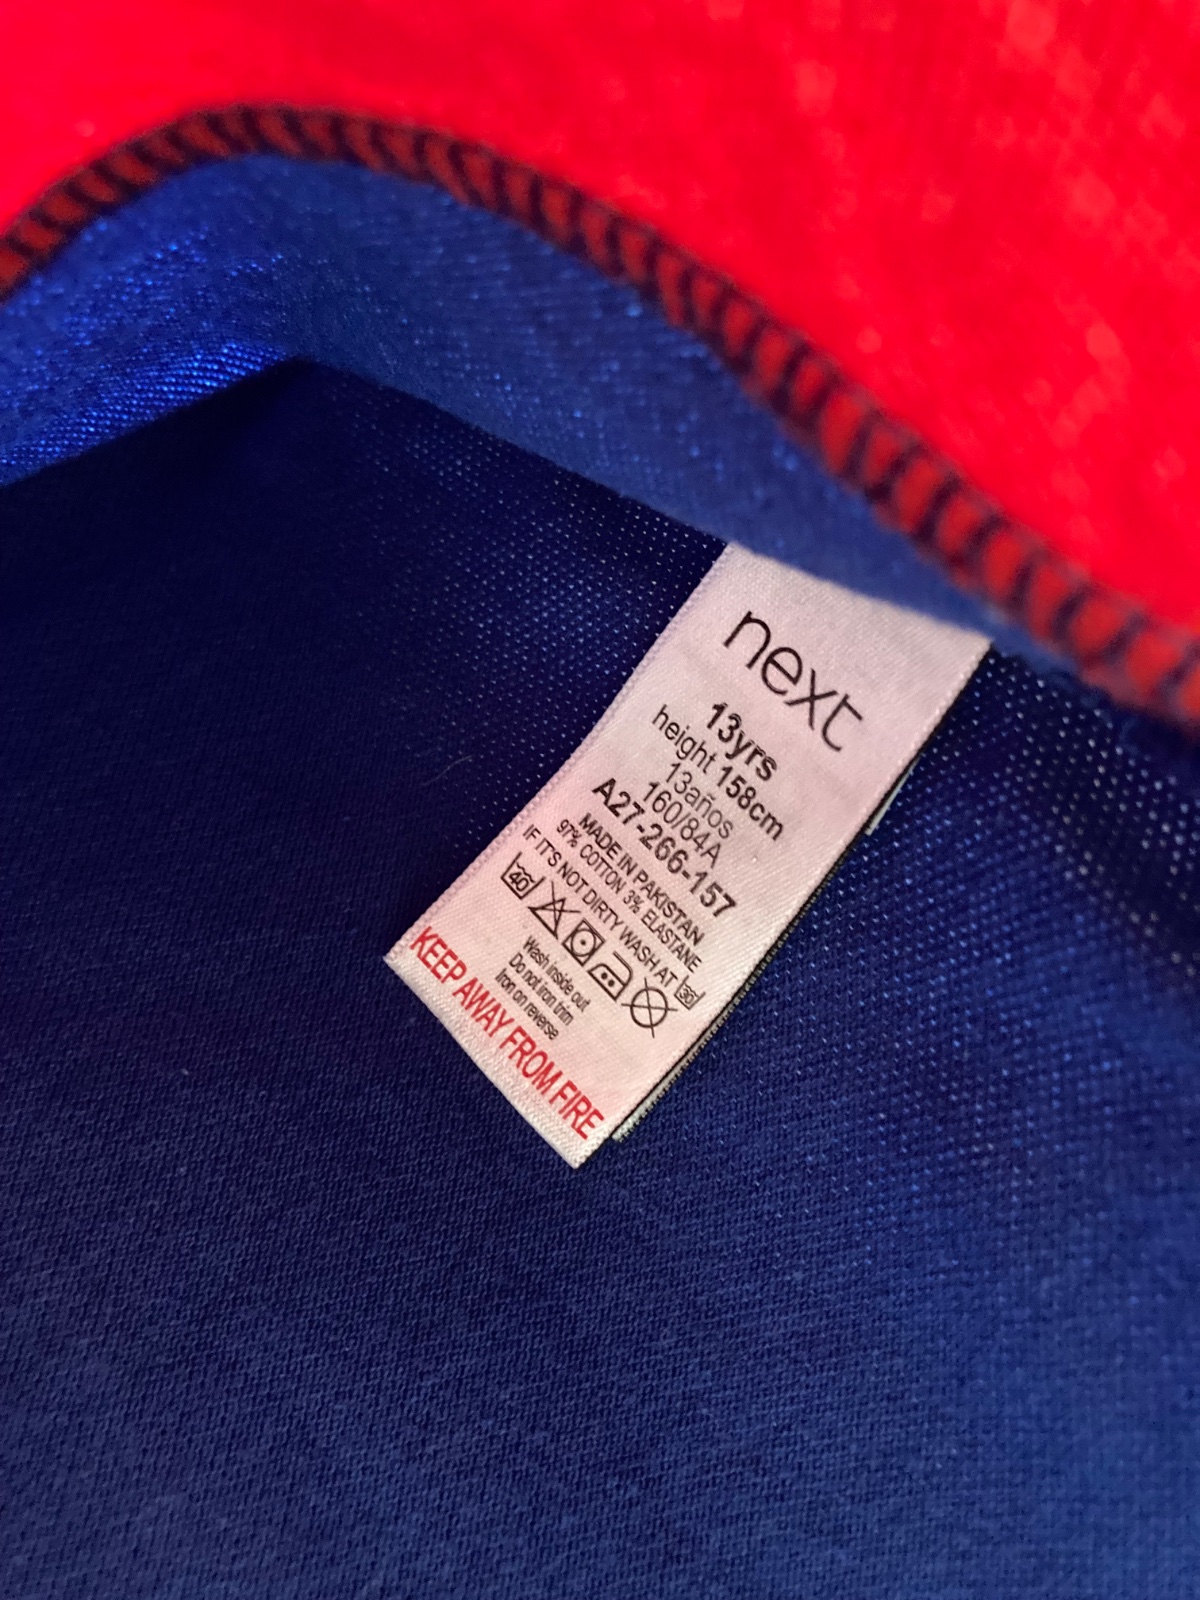 next
13yrs
height 158cm
13años
160/84A
A27-266-157
MADE IN PAKISTAN
97% COTTON 3% ELASTANE
IF IT'S NOT DIRTY WASH AT 30
40
Wash inside out
Do not iron trim
Iron on reverse
KEEP AWAY FROM FIRE